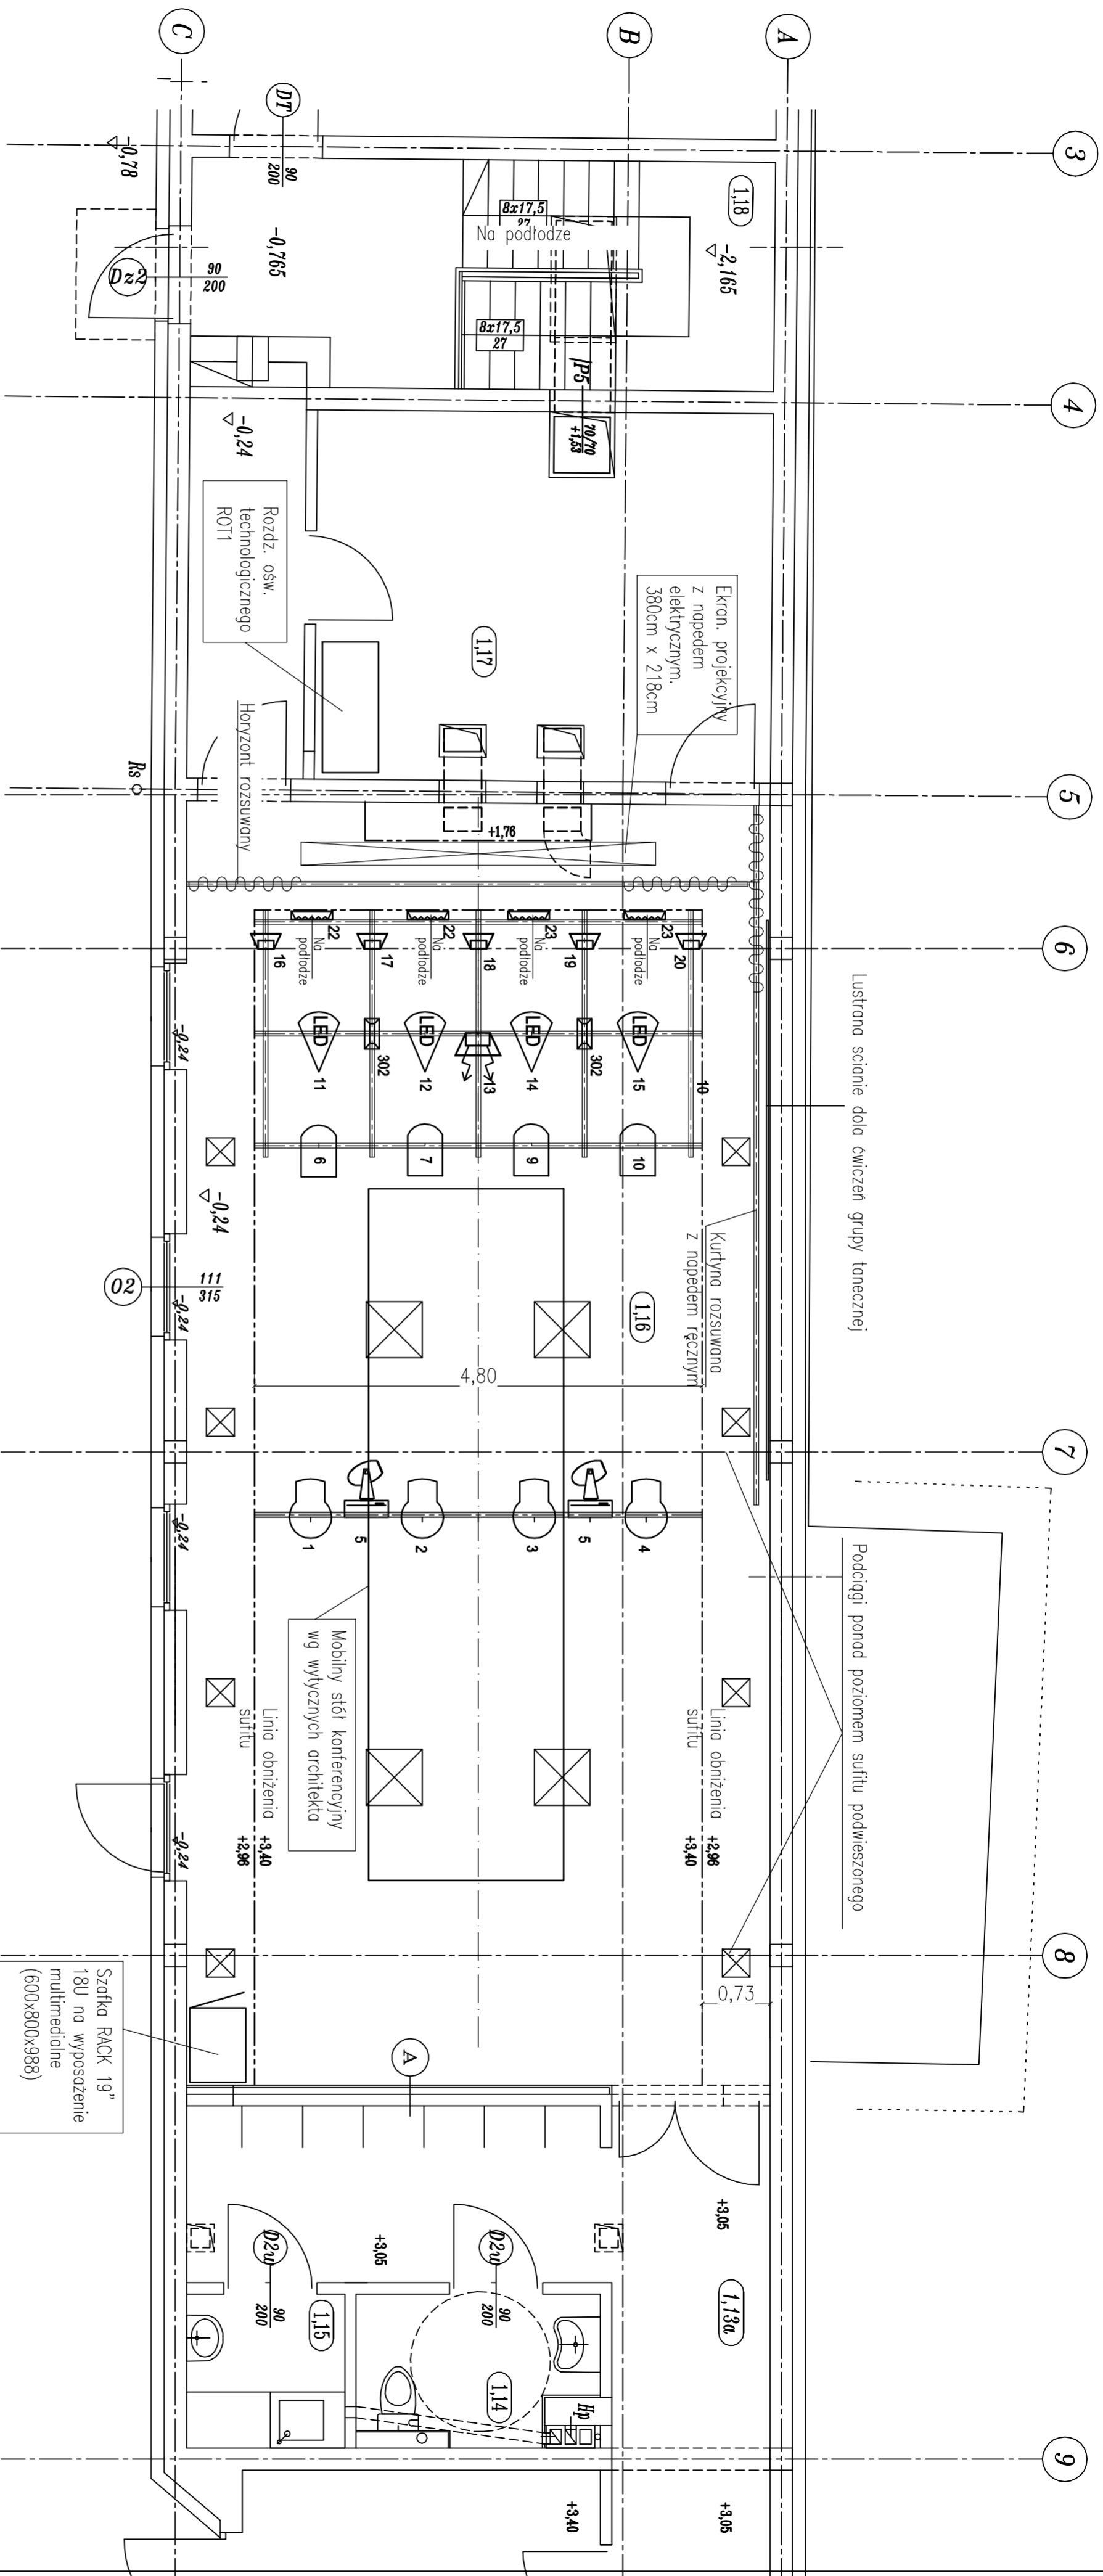 C
B
A
3
DT
90
200
-0,78
-0,765
8x17,5
27
Na podłodze
1,18
-2,165
Dz2
90
200
8x17,5
27
/P5
70/70
+1,53
4
-0,24
Rozdz. ośw.
technologicznego
ROT1
1,17
Ekran. projekcyjny
z napedem
elektrycznym.
380cm x 218cm
Horyzont rozsuwany
Rs
5
+1,76
6
22
Na
podłodze
22
Na
podłodze
23
Na
podłodze
23
Na
podłodze
16
17
18
19
20
Lustrana scianie dola ćwiczeń grupy tanecznej
LED
11
302
LED
12
13
LED
14
302
LED
15
10
-0,24
6
7
9
10
-0,24
02
111
315
-0,24
1,16
Kurtyna rozsuwana
z napedem ręcznym
4,80
7
1
5
2
3
5
4
-0,24
Podciągi ponad poziomem sufitu podwieszonego
Mobilny stół konferencyjny
wg wytycznych architekta
Linia obniżenia
sufitu
+3,40
+2,96
Linia obniżenia
sufitu
+2,96
+3,40
-0,24
8
0,73
Szafka RACK 19"
18U na wyposażenie
multimedialne
(600x800x988)
A
+3,05
D2w
90
200
+3,05
D2w
90
200
1,15
1,14
1,13a
Hp
9
+3,40
+3,05